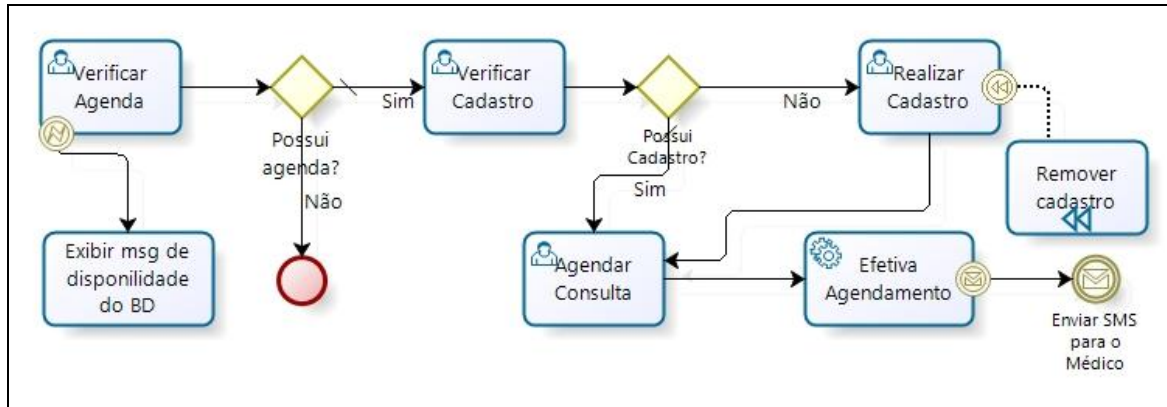 Verificar
Agenda
Possui
agenda?
Sim
Não
Verificar
Cadastro
Possui
Cadastro?
Sim
Não
Realizar
Cadastro
Remover
cadastro
Exibir msg de
disponilidade
do BD
Agendar
Consulta
Efetiva
Agendamento
Enviar SMS
para o
Médico